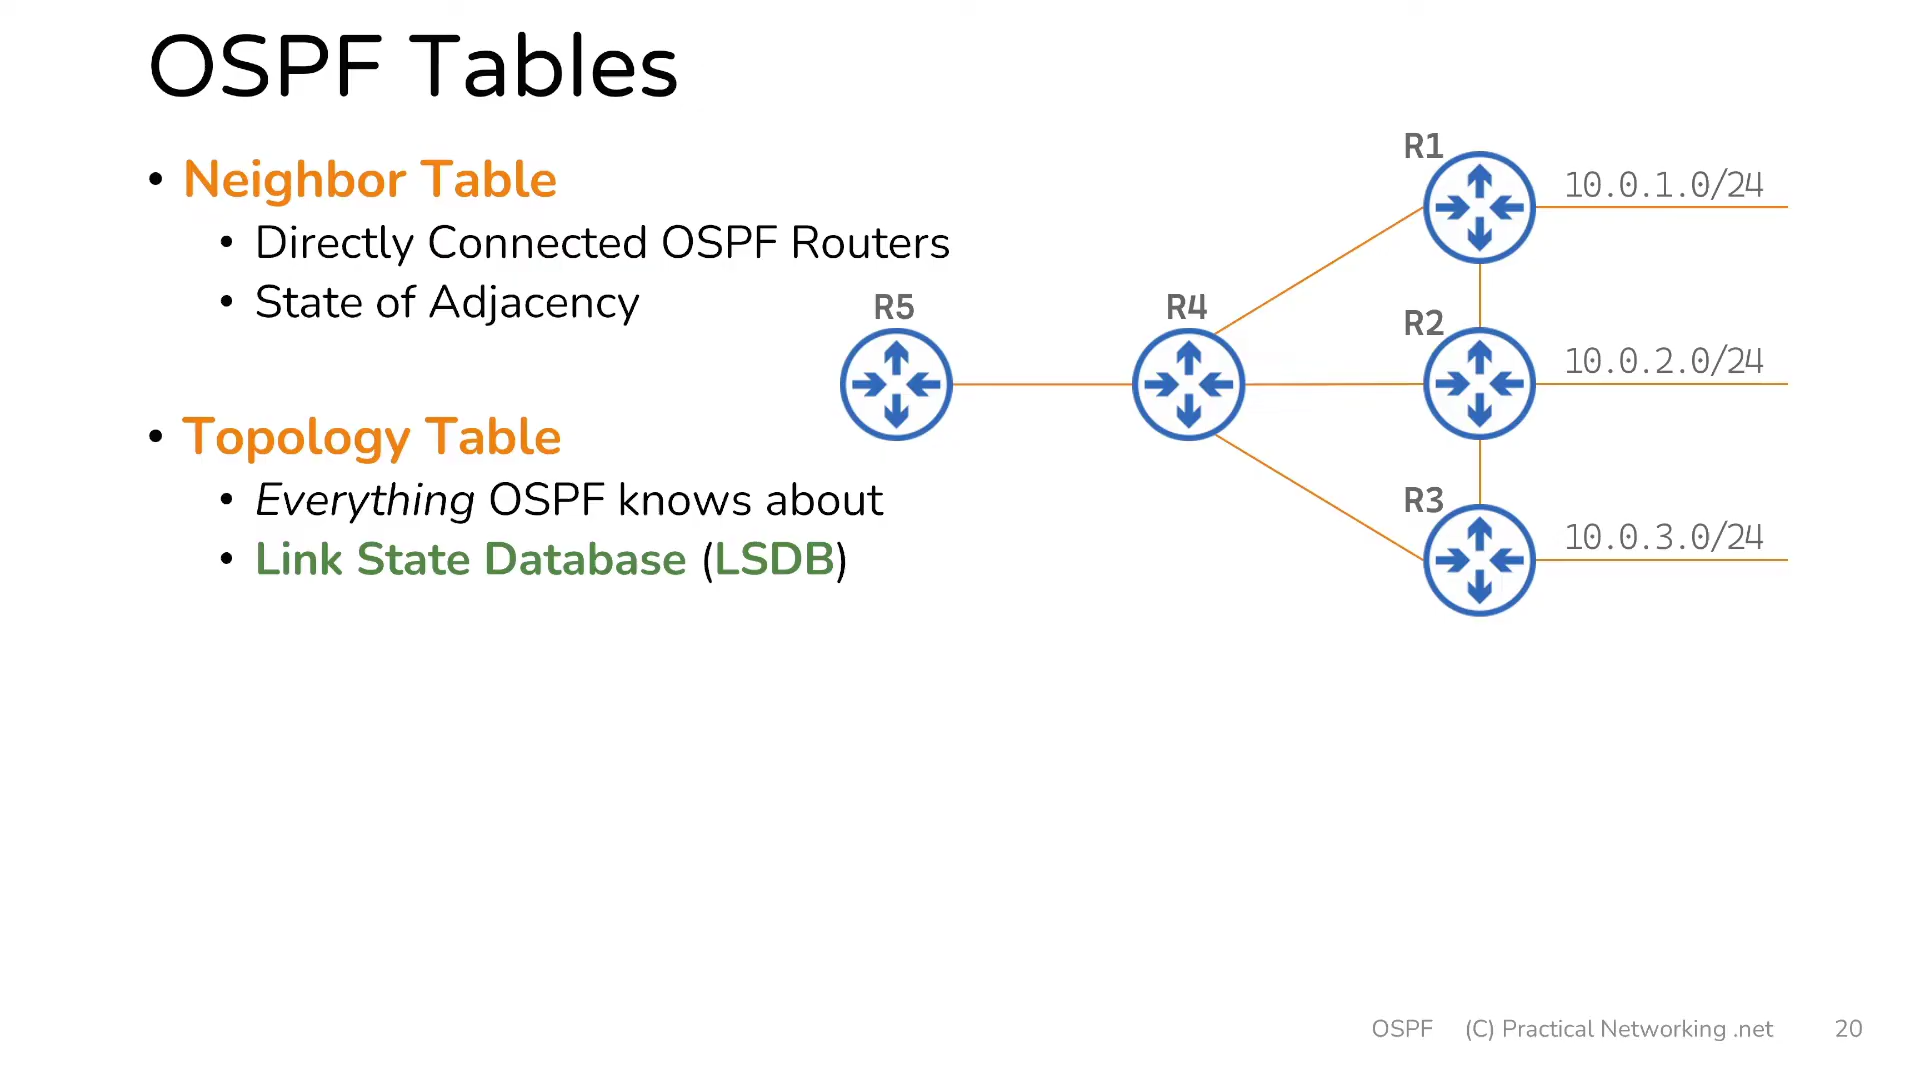 OSPF Tables
• Neighbor Table
• Directly Connected OSPF Routers
• State of Adjacency
• Topology Table
• Everything OSPF knows about
• Link State Database (LSDB)
R1
10.0.1.0/24
R5
R4
R2
10.0.2.0/24
R3
10.0.3.0/24
OSPF (C) Practical Networking .net 20